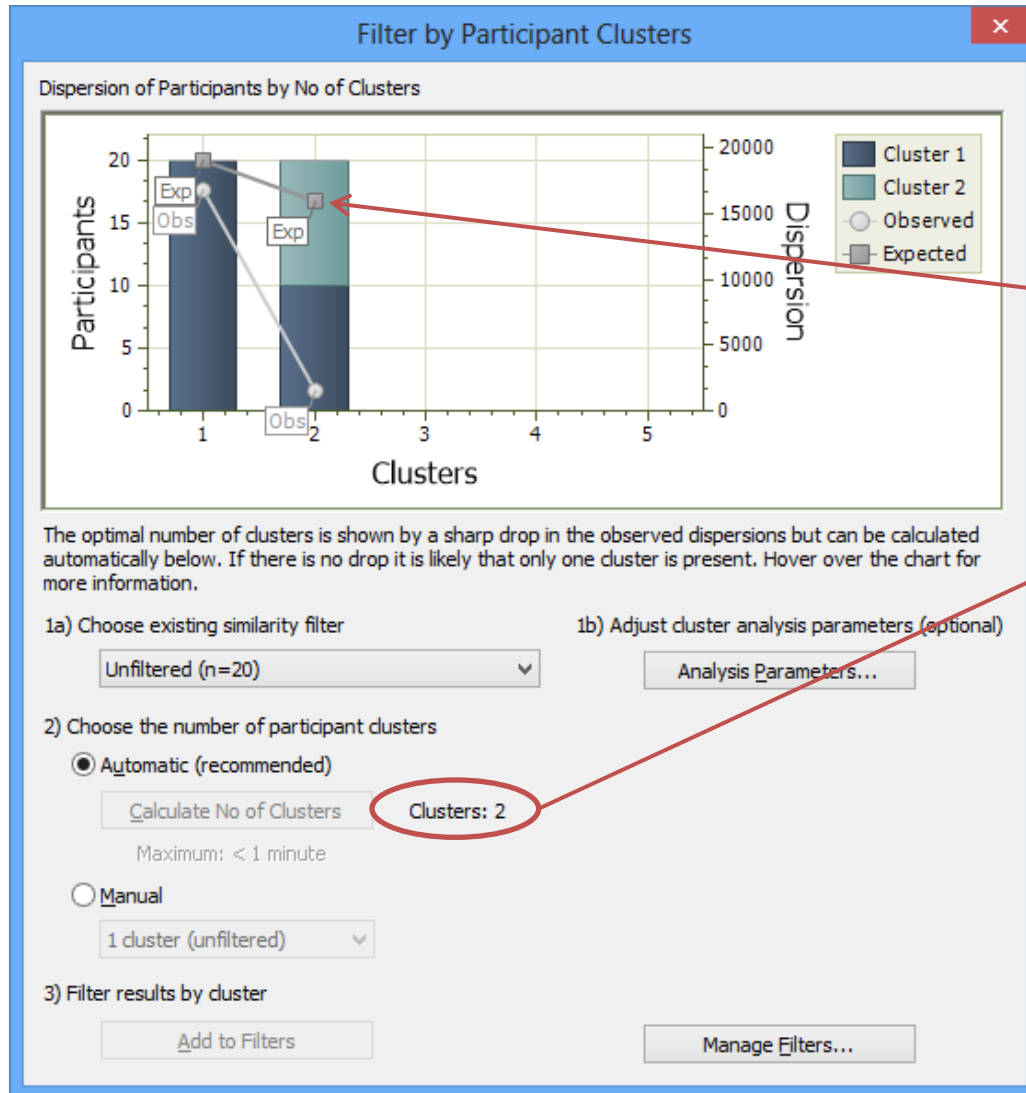 Filter by Participant Clusters
Dispersion of Participants by No of Clusters
20
15
10
5
0
Participants
Exp
Obs
Exp
Obs
1
2
3
4
5
Clusters
20000
15000
10000
5000
0
Dispersion
Cluster 1
Cluster 2
Observed
Expected
The optimal number of clusters is shown by a sharp drop in the observed dispersions but can be calculated
automatically below. If there is no drop it is likely that only one cluster is present. Hover over the chart for
more information.
1a) Choose existing similarity filter
1b) Adjust cluster analysis parameters (optional)
Unfiltered (n=20)
Analysis Parameters...
2) Choose the number of participant clusters
Automatic (recommended)
Calculate No of Clusters
Clusters: 2
Maximum: < 1 minute
Manual
1 cluster (unfiltered)
3) Filter results by cluster
Add to Filters
Manage Filters...